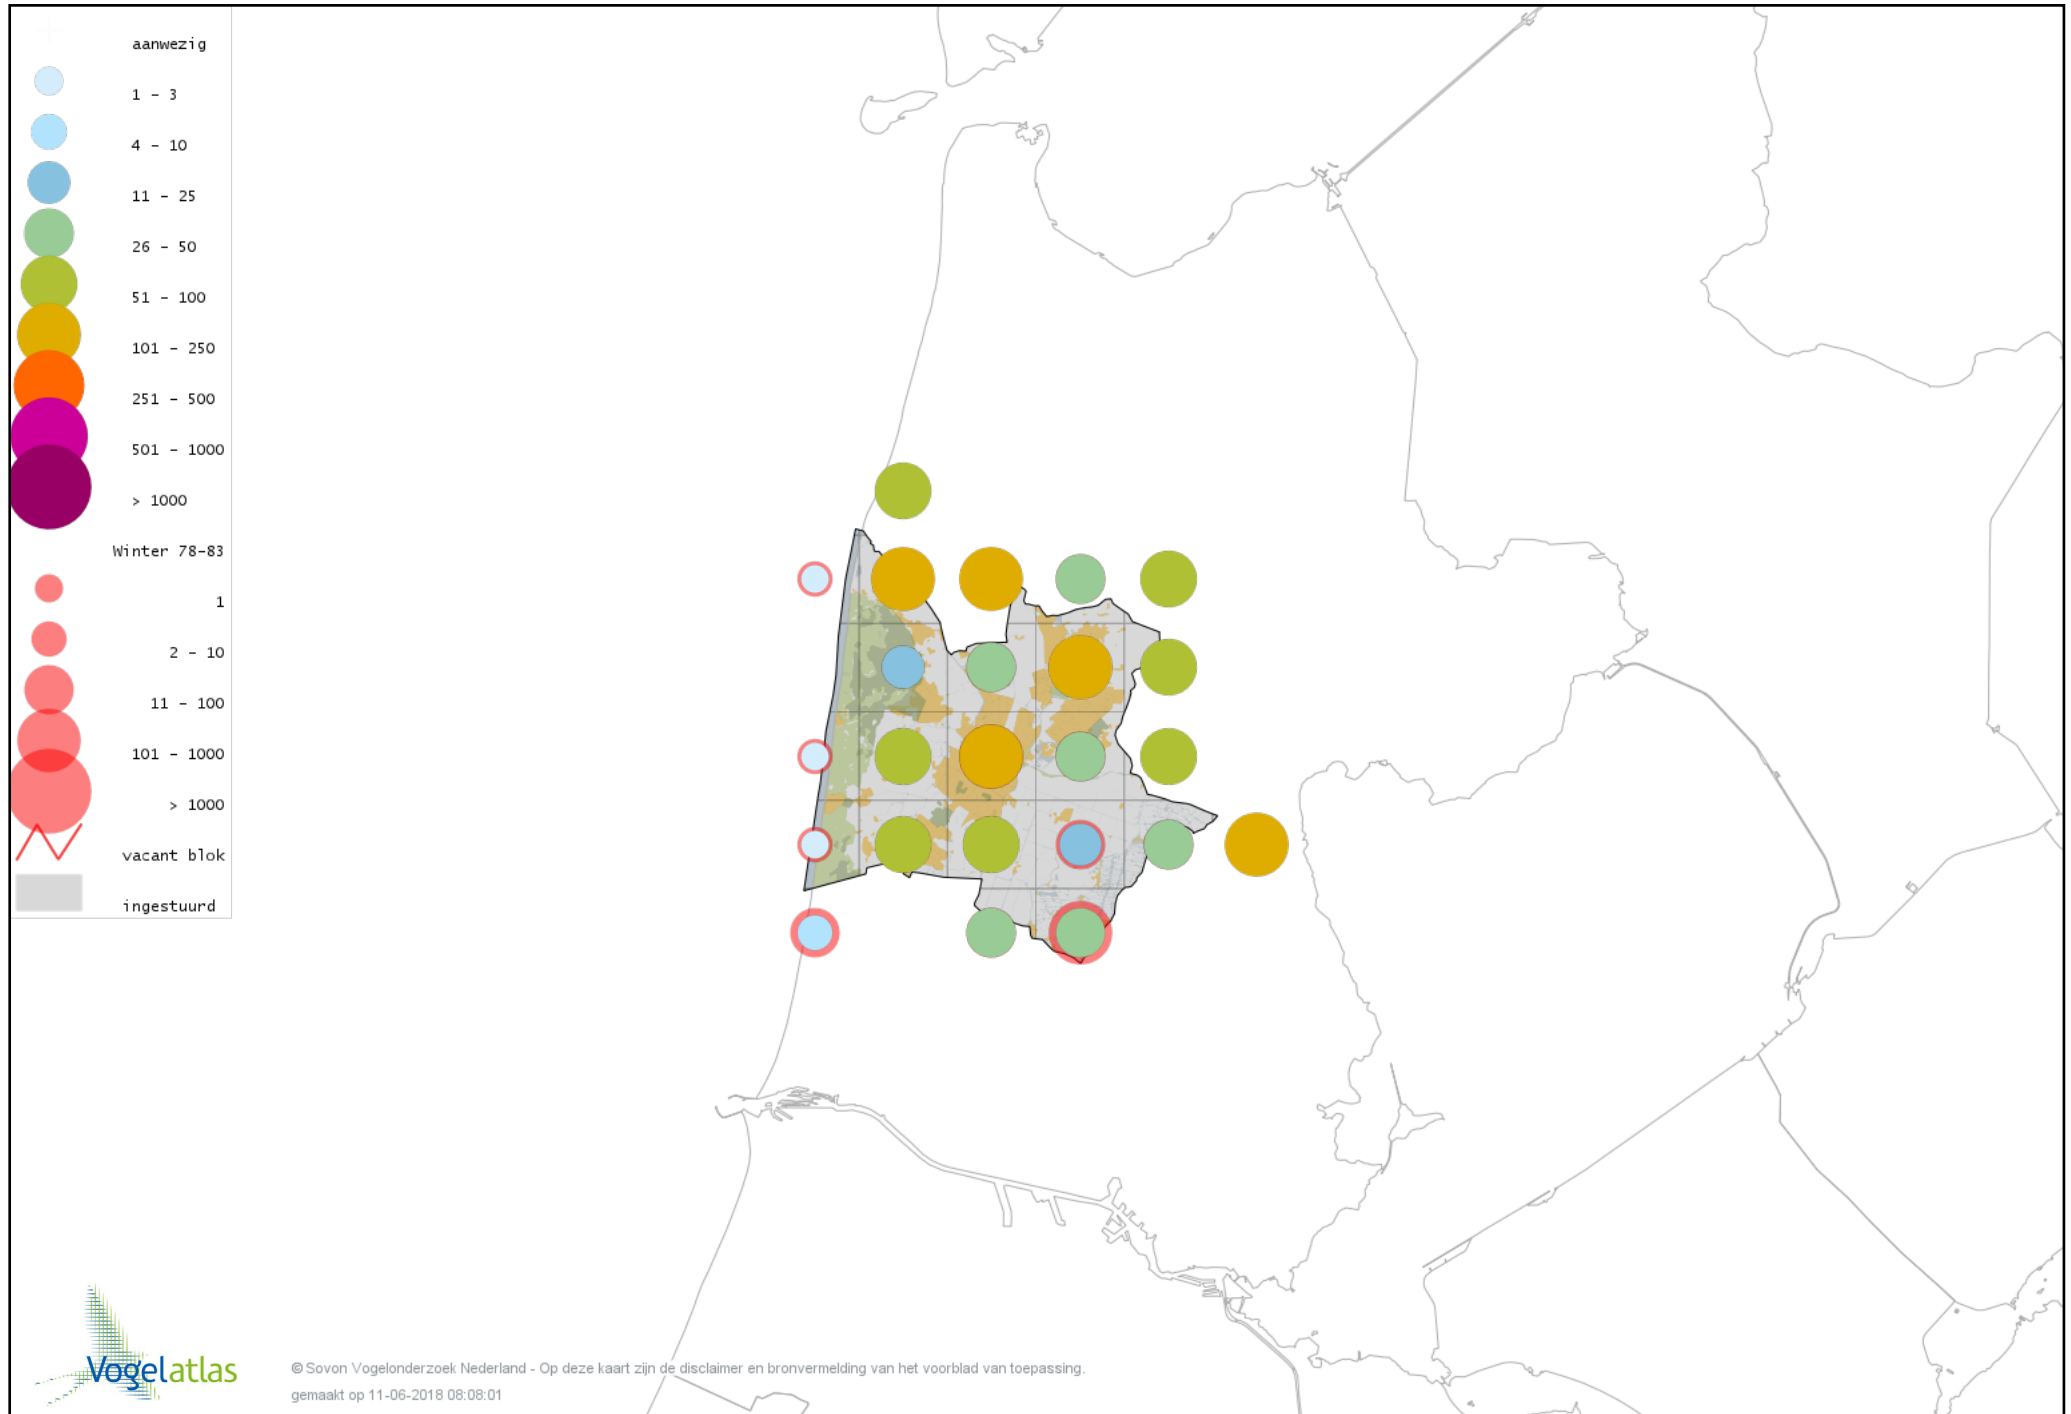 aanwezig
1 - 3
4 - 10
11 - 25
26 - 50
51 - 100
101 - 250
251 - 500
501 - 1000
> 1000
Winter 78-83
1
2 - 10
11 - 100
101 - 1000
> 1000
vacant blok
ingestuurd
Vogelatlas
© Sovon Vogelonderzoek Nederland - Op deze kaart zijn de disclaimer en bronvermelding van het voorblad van toepassing.
gemaakt op 11-06-2018 08:08:01